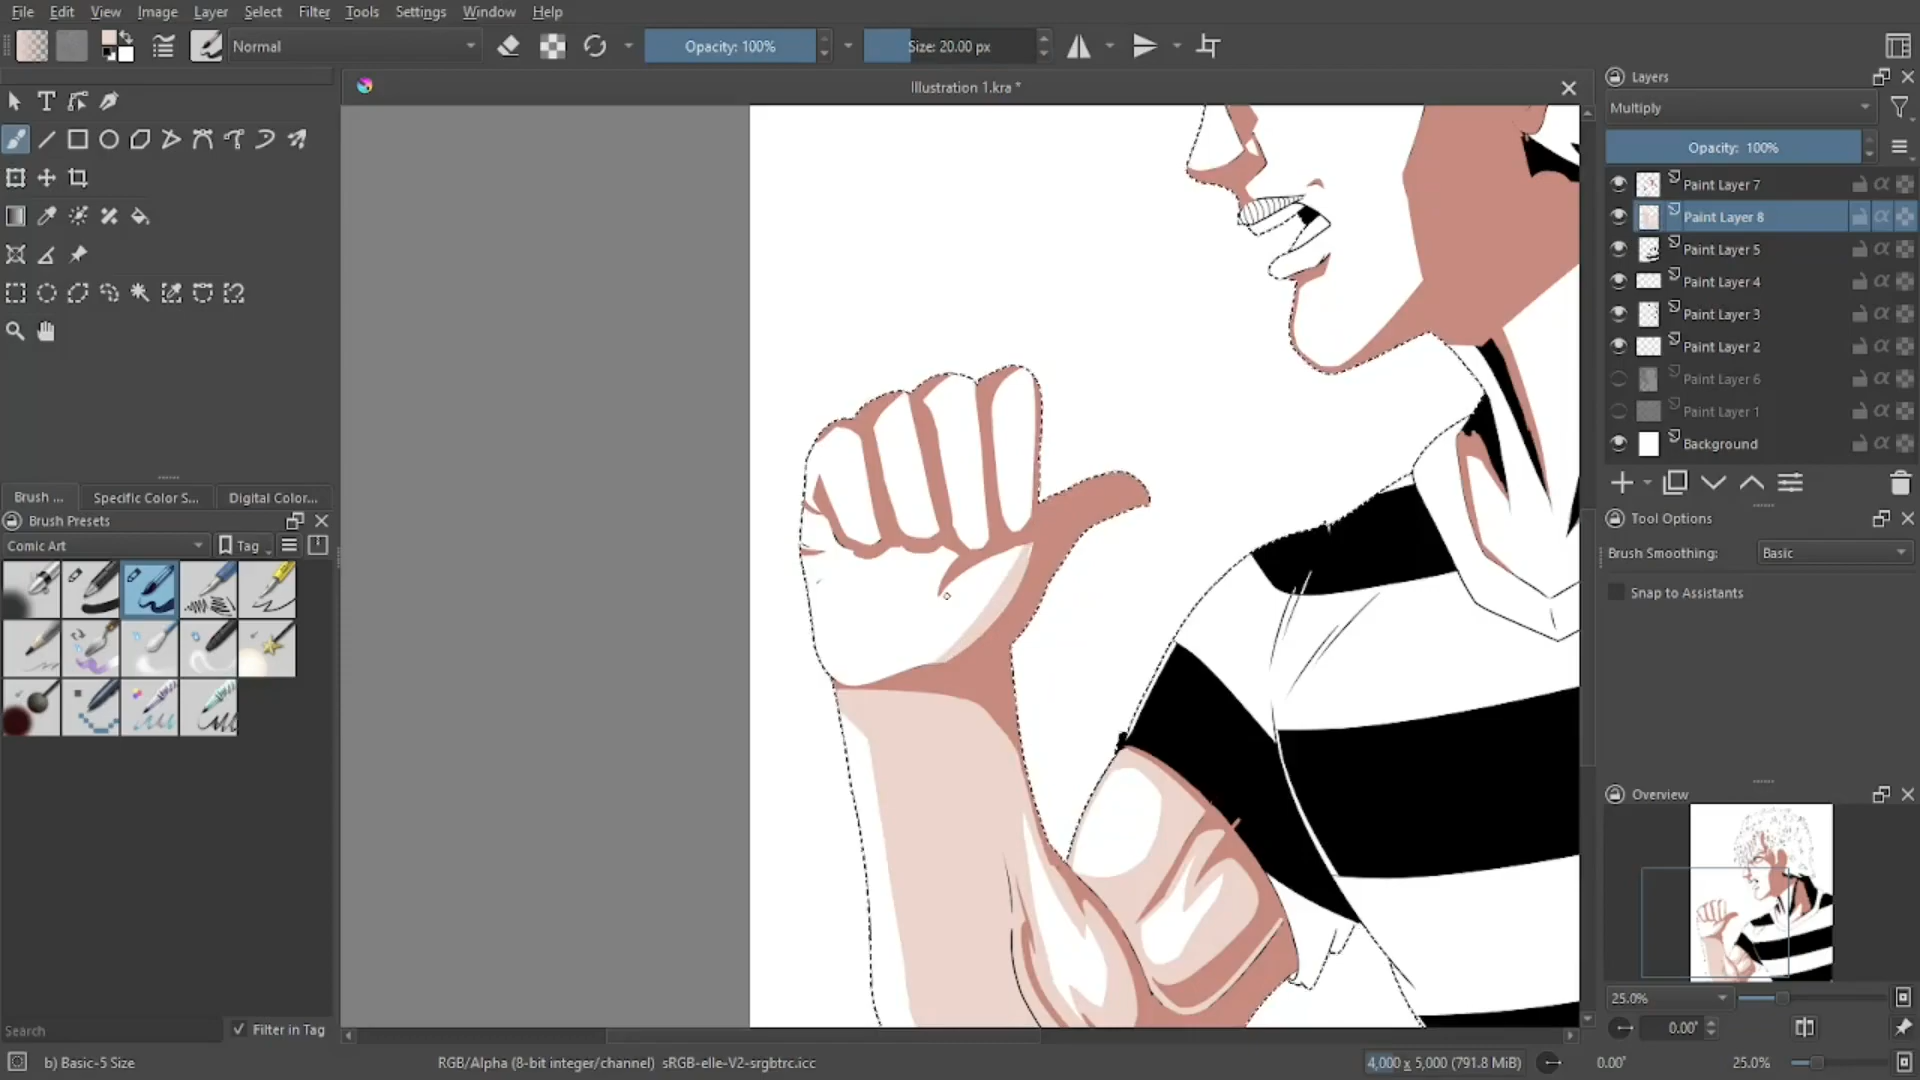 File Edit View Image Layer Select Filter Tools Settings Window Help
Normal Opacity: 100% Size: 20.00 px
Illustration 1.kra *
Layers
Multiply
Opacity: 100%
Paint Layer 7
Paint Layer 8
Paint Layer 5
Paint Layer 4
Paint Layer 3
Paint Layer 2
Paint Layer 6
Paint Layer 1
Background
Tool Options
Brush Smoothing: Basic
Snap to Assistants
Brush ... Specific Color S... Digital Color...
Brush Presets
Comic Art Tag
Overview
25.0%
0.00°
Search Filter in Tag
b) Basic-5 Size RGB/Alpha (8-bit integer/channel) sRGB-elle-V2-srgbtrc.icc 4,000 x 5,000 (791.8 MiB) 0.00° 25.0%